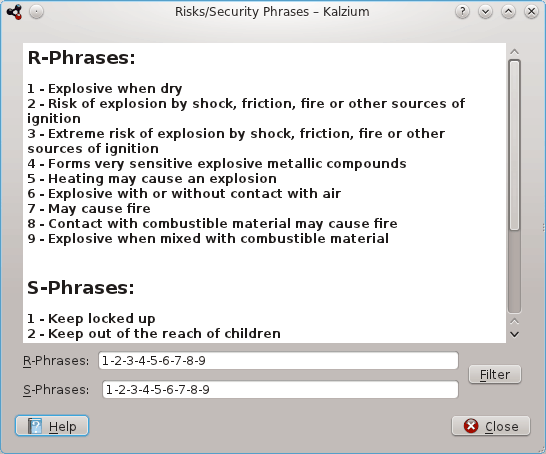 Risks/Security Phrases – Kalzium
R-Phrases:
1 - Explosive when dry
2 - Risk of explosion by shock, friction, fire or other sources of
ignition
3 - Extreme risk of explosion by shock, friction, fire or other
sources of ignition
4 - Forms very sensitive explosive metallic compounds
5 - Heating may cause an explosion
6 - Explosive with or without contact with air
7 - May cause fire
8 - Contact with combustible material may cause fire
9 - Explosive when mixed with combustible material
S-Phrases:
1 - Keep locked up
2 - Keep out of the reach of children
R-Phrases: 1-2-3-4-5-6-7-8-9
Filter
S-Phrases: 1-2-3-4-5-6-7-8-9
Help Close